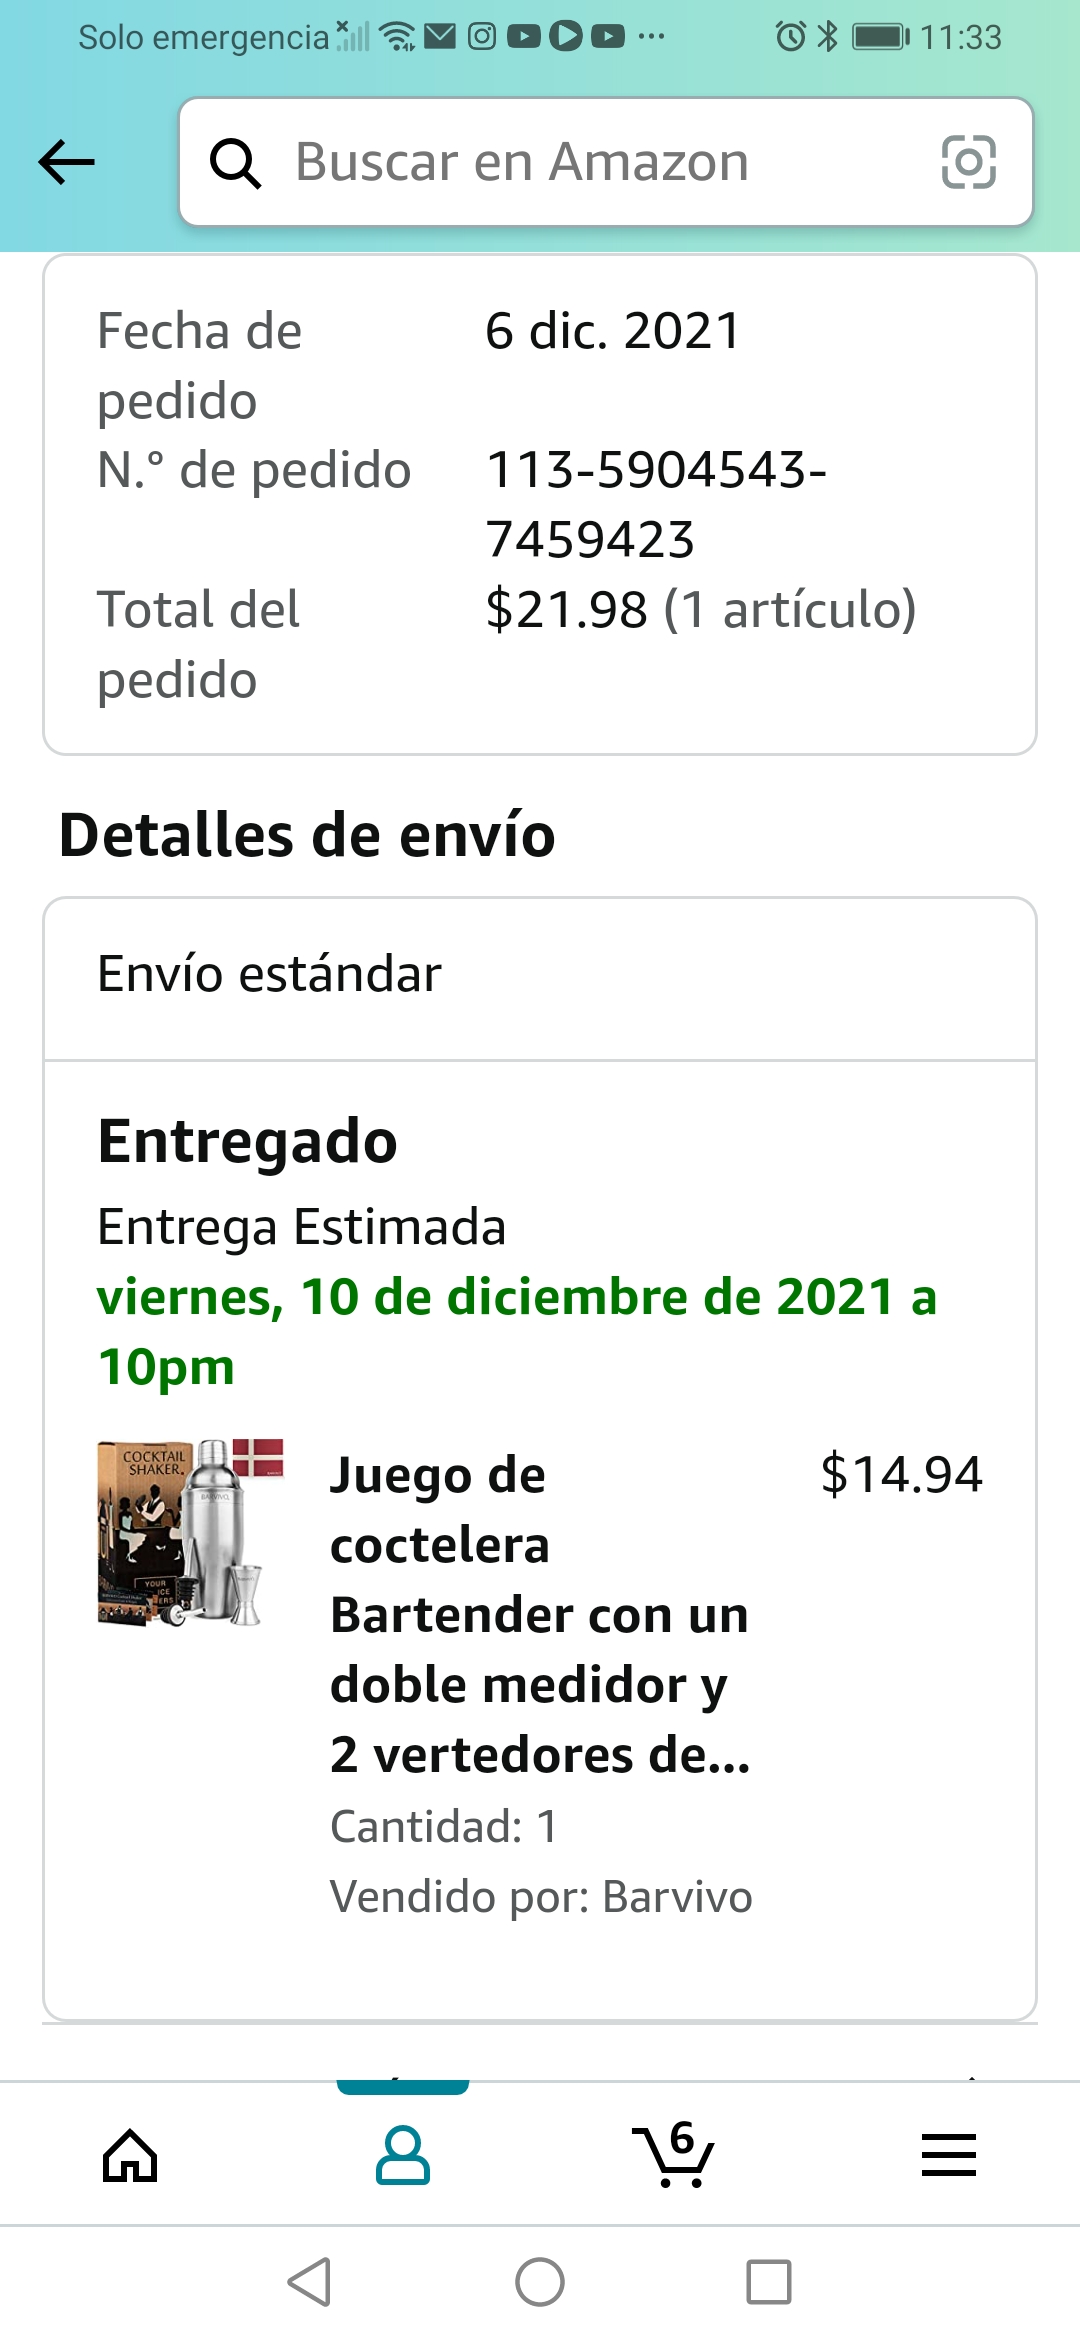 Solo emergencia
11:33
Buscar en Amazon
Fecha de 6 dic. 2021
pedido
N.° de pedido 113-5904543-
7459423
Total del $21.98 (1 artículo)
pedido
Detalles de envío
Envío estándar
Entregado
Entrega Estimada
viernes, 10 de diciembre de 2021 a
10pm
COCKTAIL
SHAKER.
BARVIVO
YOUR
ICE
Juego de $14.94
coctelera
Bartender con un
doble medidor y
2 vertedores de...
Cantidad: 1
Vendido por: Barvivo
6